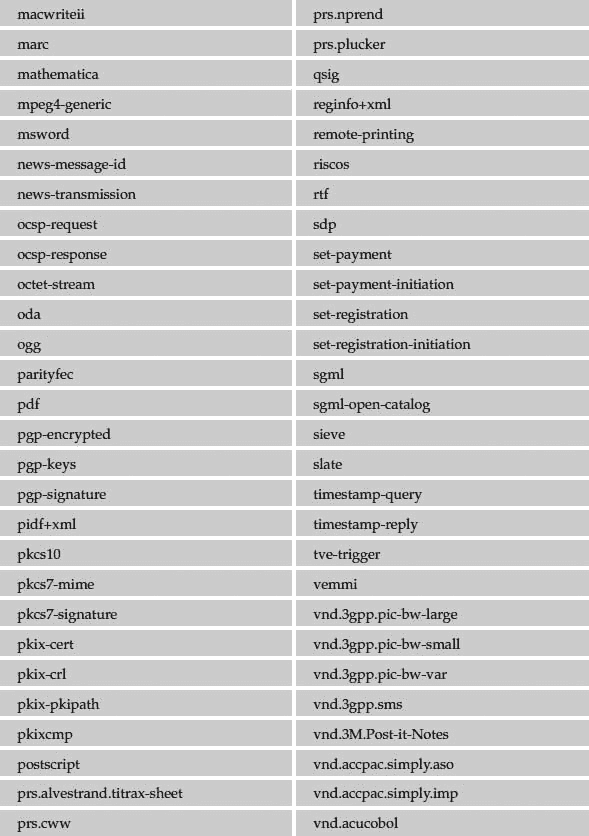 macwriteii
marc
mathematica
mpeg4-generic
msword
news-message-id
news-transmission
ocsp-request
ocsp-response
octet-stream
oda
ogg
parityfec
pdf
pgp-encrypted
pgp-keys
pgp-signature
pidf+xml
pkcs10
pkcs7-mime
pkcs7-signature
pkix-cert
pkix-crl
pkix-pkipath
pkixcmp
postscript
prs.alvestrand.titrax-sheet
prs.cww
prs.nprend
prs.plucker
qsig
reginfo+xml
remote-printing
riscos
rtf
sdp
set-payment
set-payment-initiation
set-registration
set-registration-initiation
sgml
sgml-open-catalog
sieve
slate
timestamp-query
timestamp-reply
tve-trigger
vemmi
vnd.3gpp.pic-bw-large
vnd.3gpp.pic-bw-small
vnd.3gpp.pic-bw-var
vnd.3gpp.sms
vnd.3M.Post-it-Notes
vnd.accpac.simply.aso
vnd.accpac.simply.imp
vnd.acucobol